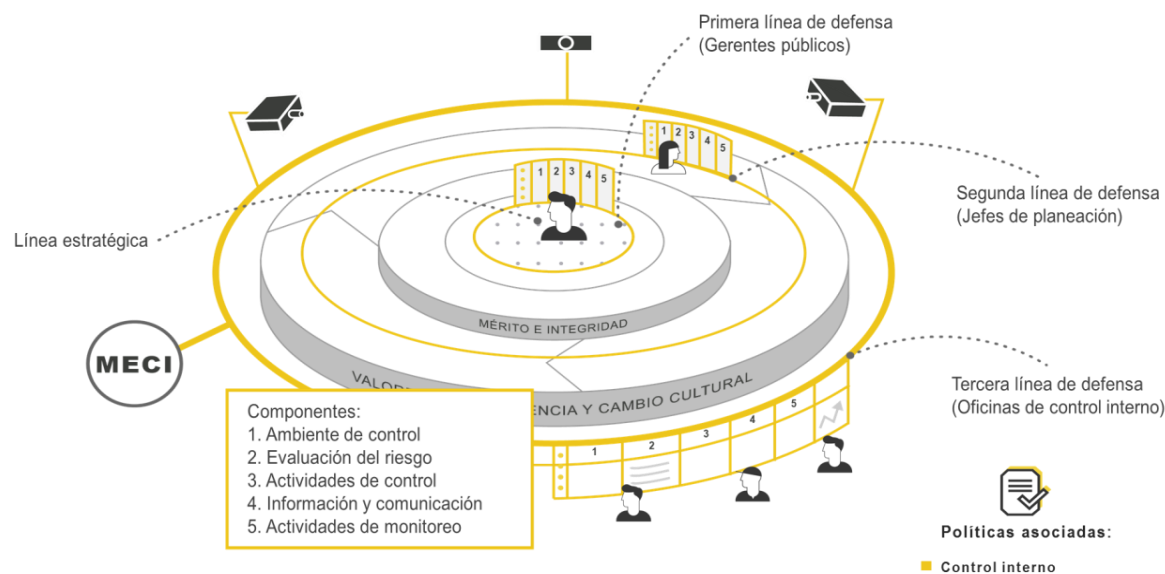 Primera línea de defensa
(Gerentes públicos)
1 2 3 4 5
1 2 3 4 5
Segunda línea de defensa
(Jefes de planeación)
Línea estratégica
MÉRITO E INTEGRIDAD
MECI
Tercera línea de defensa
(Oficinas de control interno)
Y CAMBIO CULTURAL
Componentes:
1. Ambiente de control
2. Evaluación del riesgo
3. Actividades de control
4. Información y comunicación
5. Actividades de monitoreo
1 2 3 4 5
Políticas asociadas:
Control interno